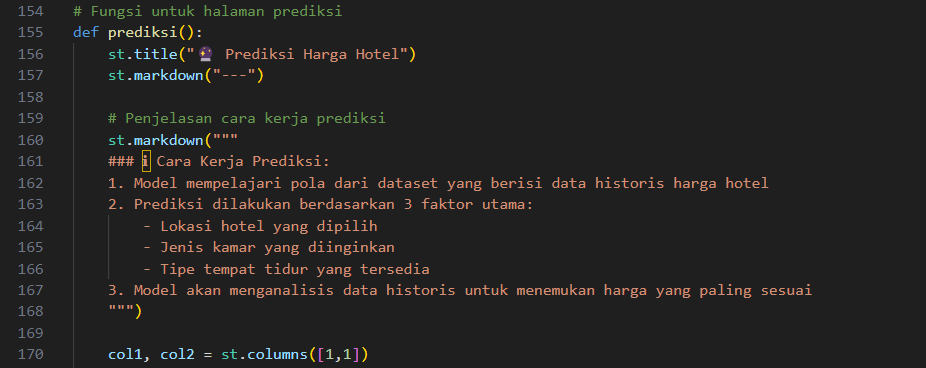 154 # Fungsi untuk halaman prediksi
155 def prediksi():
156     st.title("🔮 Prediksi Harga Hotel")
157     st.markdown("---")
158
159     # Penjelasan cara kerja prediksi
160     st.markdown("""
161     ### ℹ Cara Kerja Prediksi:
162     1. Model mempelajari pola dari dataset yang berisi data historis harga hotel
163     2. Prediksi dilakukan berdasarkan 3 faktor utama:
164         - Lokasi hotel yang dipilih
165         - Jenis kamar yang diinginkan
166         - Tipe tempat tidur yang tersedia
167     3. Model akan menganalisis data historis untuk menemukan harga yang paling sesuai
168     """)
169
170     col1, col2 = st.columns([1,1])